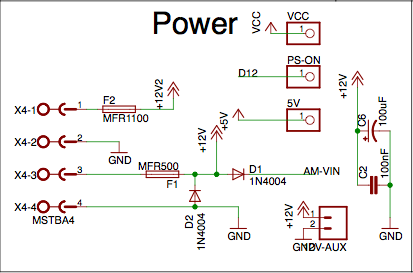 Power
VCC
VCC
1
PS-ON
D12
1
+12V2
5V
+5V
1
+12V
+12V
X4-1
1
F2
MFR1100
X4-2
2
GND
X4-3
3
MFR500
F1
D1
1N4004
AM-VIN
X4-4
4
MSTBA4
D2
1N4004
GND
+12V
1
2
GND
12V-AUX
C6
100uF
+
C2
100nF
GND